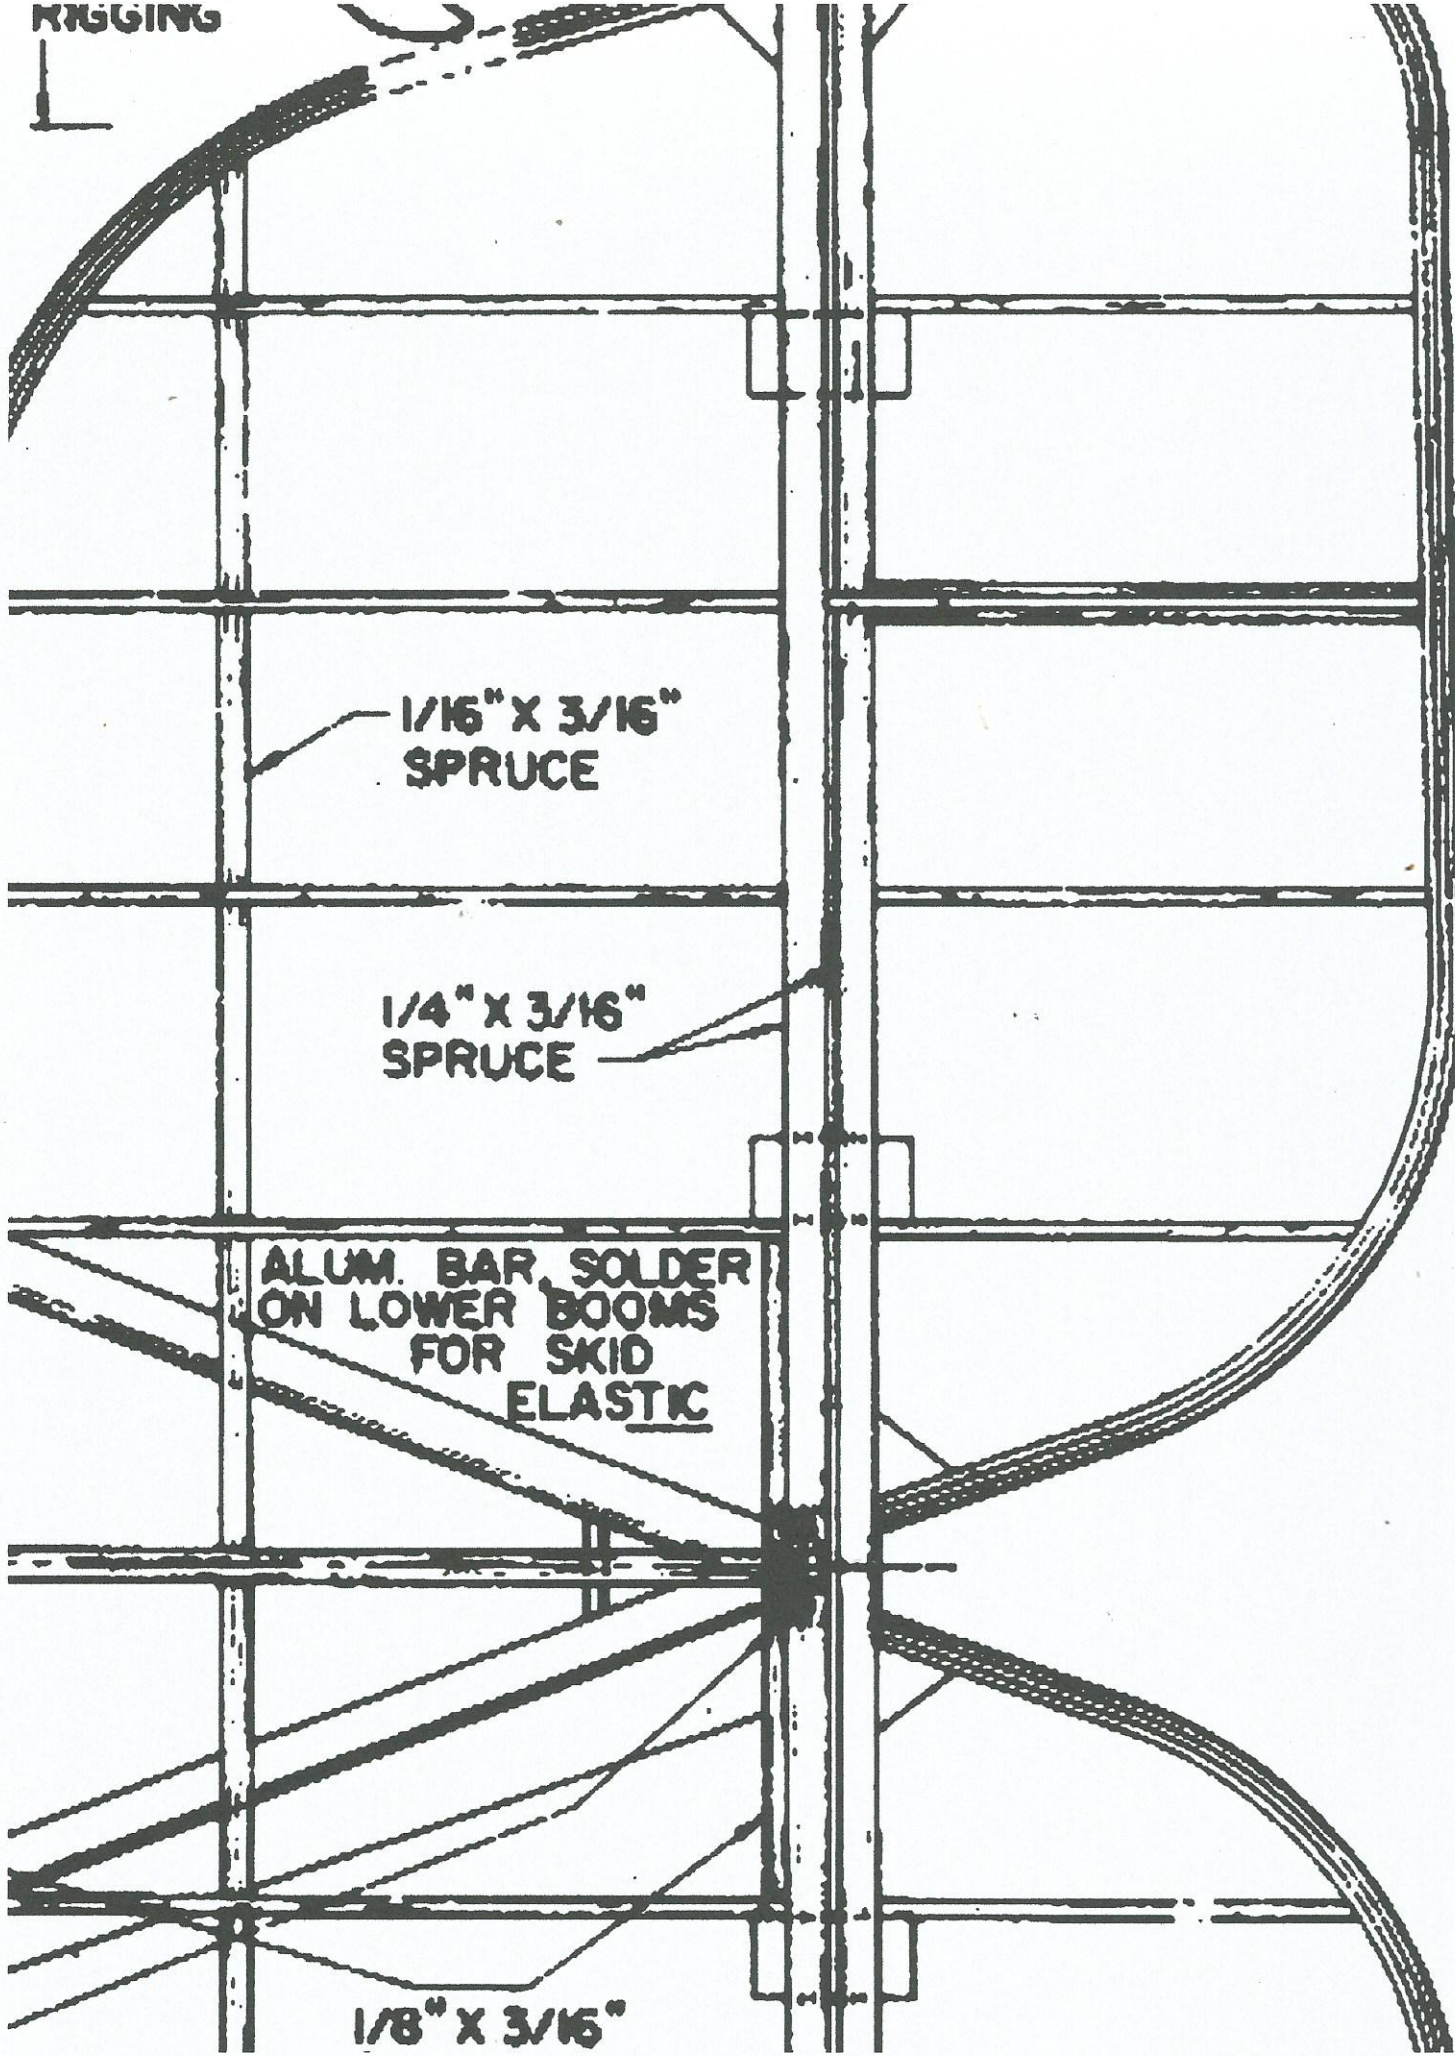 RIGGING
1/16" X 3/16"
SPRUCE
1/4" X 3/16"
SPRUCE
ALUM. BAR, SOLDER
ON LOWER BOOMS
FOR SKID
ELASTIC
1/8" X 3/16"